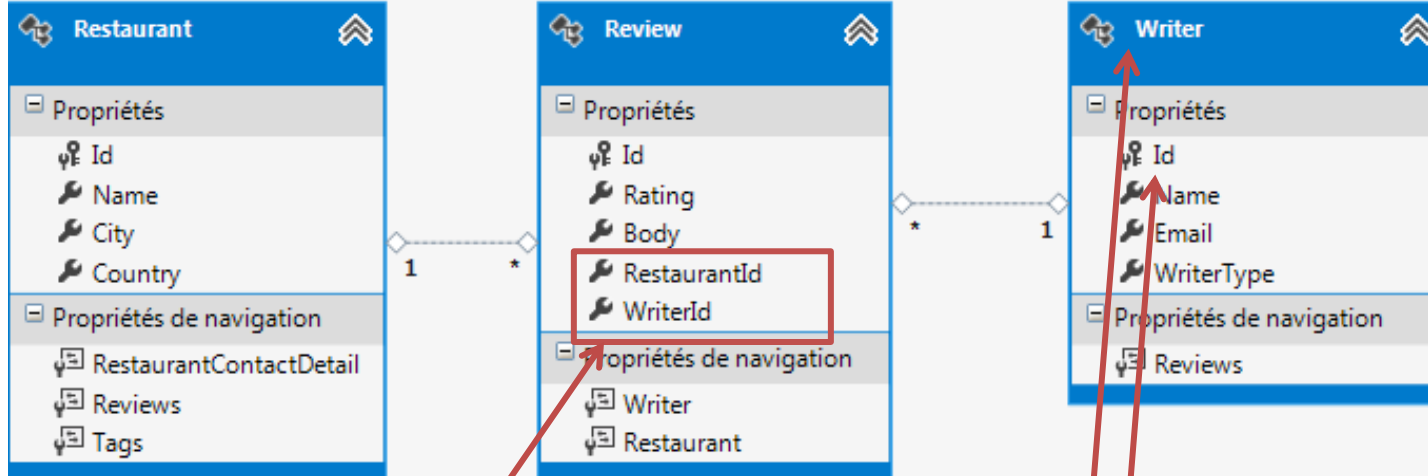 Restaurant
Propriétés
Id
Name
City
Country
Propriétés de navigation
RestaurantContactDetail
Reviews
Tags
1
*
Review
Propriétés
Id
Rating
Body
RestaurantId
WriterId
Propriétés de navigation
Writer
Restaurant
*
1
Writer
Propriétés
Id
Name
Email
WriterType
Propriétés de navigation
Reviews